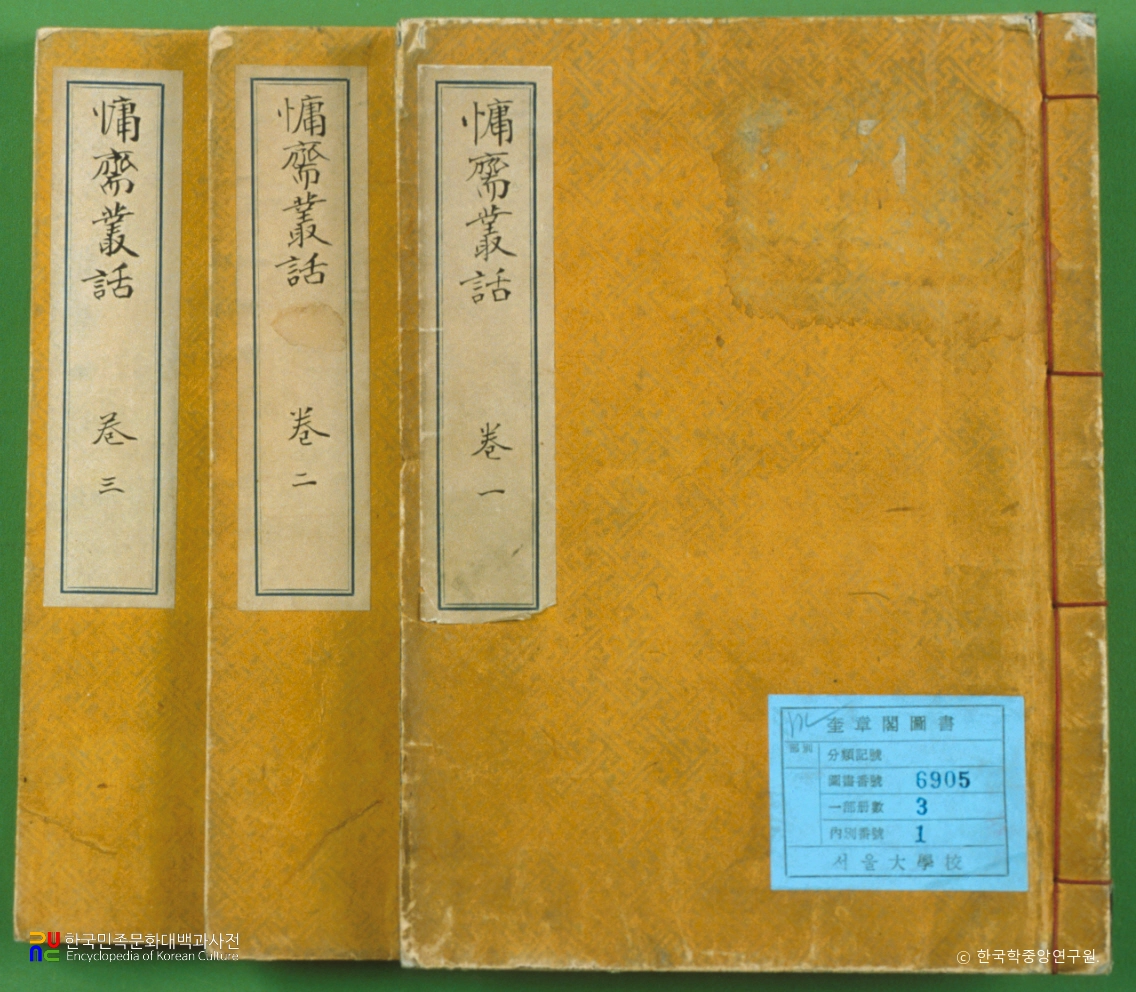 慵齋叢話 卷三
慵齋叢話 卷二
慵齋叢話 卷一
奎章閣圖書
分類記號
圖書番號 6905
一部册數 3
內別番號 1
서울大學校
한국민족문화대백과사전
Encyclopedia of Korean Culture
© 한국학중앙연구원.